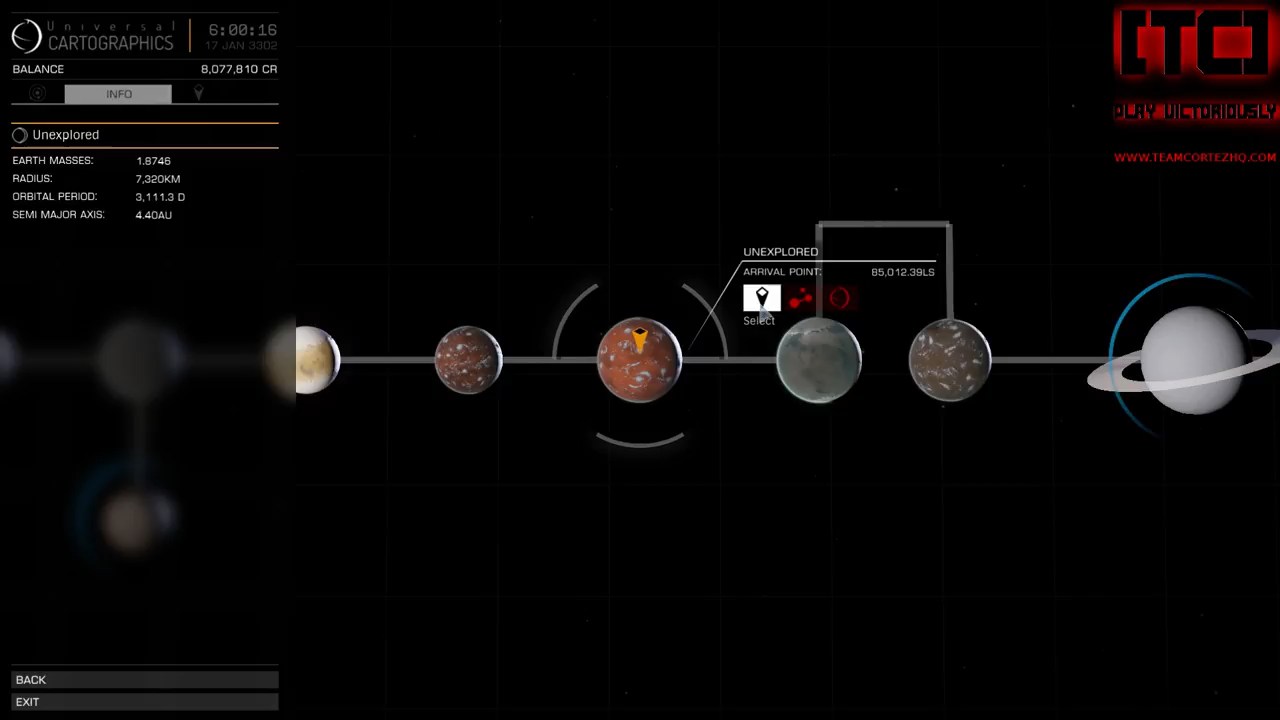 Universal
CARTOGRAPHICS
6:00:16
17 JAN 3302
BALANCE 8,077,810 CR
INFO
Unexplored
EARTH MASSES: 1.8746
RADIUS: 7,320KM
ORBITAL PERIOD: 3,111.3 D
SEMI MAJOR AXIS: 4.40AU
UNEXPLORED
ARRIVAL POINT: 85,012.39LS
Select
BACK
EXIT
ITC
PLAY VICTORIOUSLY
WWW.TEAMCORTEZHQ.COM